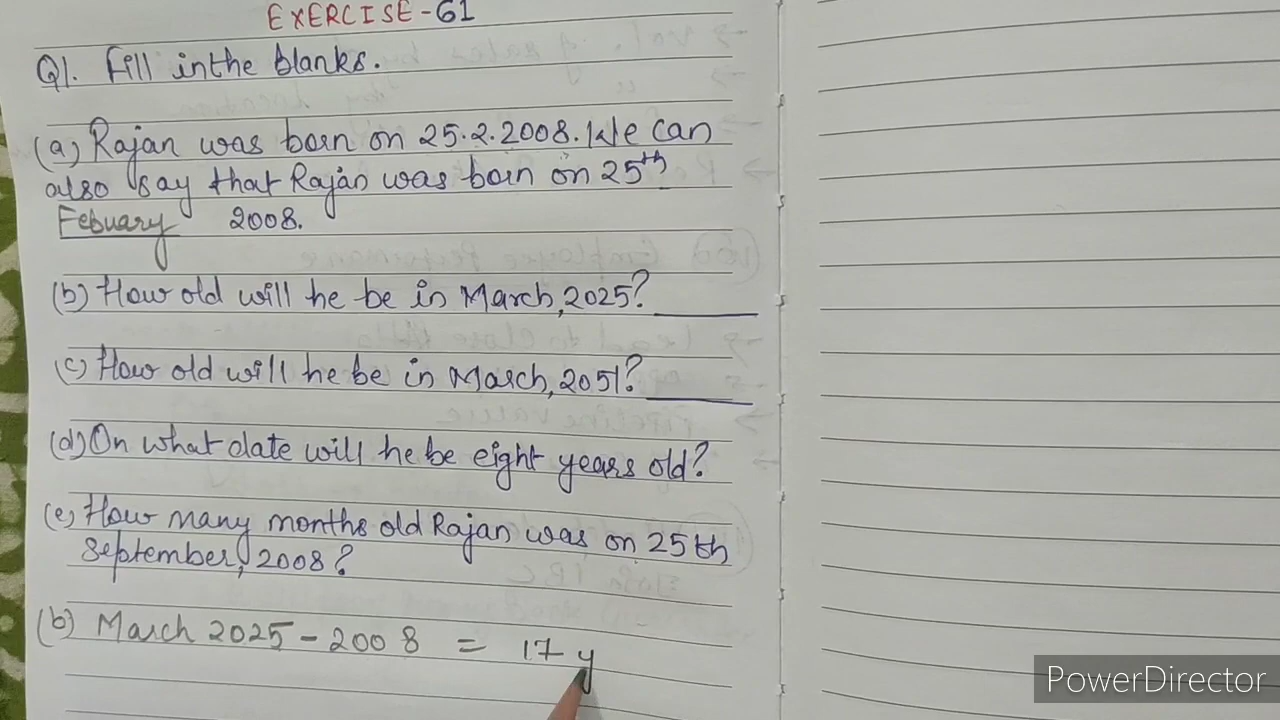 EXERCISE-61
Q1. Fill in the blanks.
(a) Rajan was born on 25.2.2008. We can
also say that Rajan was born on 25th
Febuary 2008.
(b) How old will he be in March, 2025? ______
(c) How old will he be in March, 2051? ______
(d) On what date will he be eight years old?
(e) How many months old Rajan was on 25th
September, 2008?
(b) March 2025 - 2008 = 17 y
PowerDirector